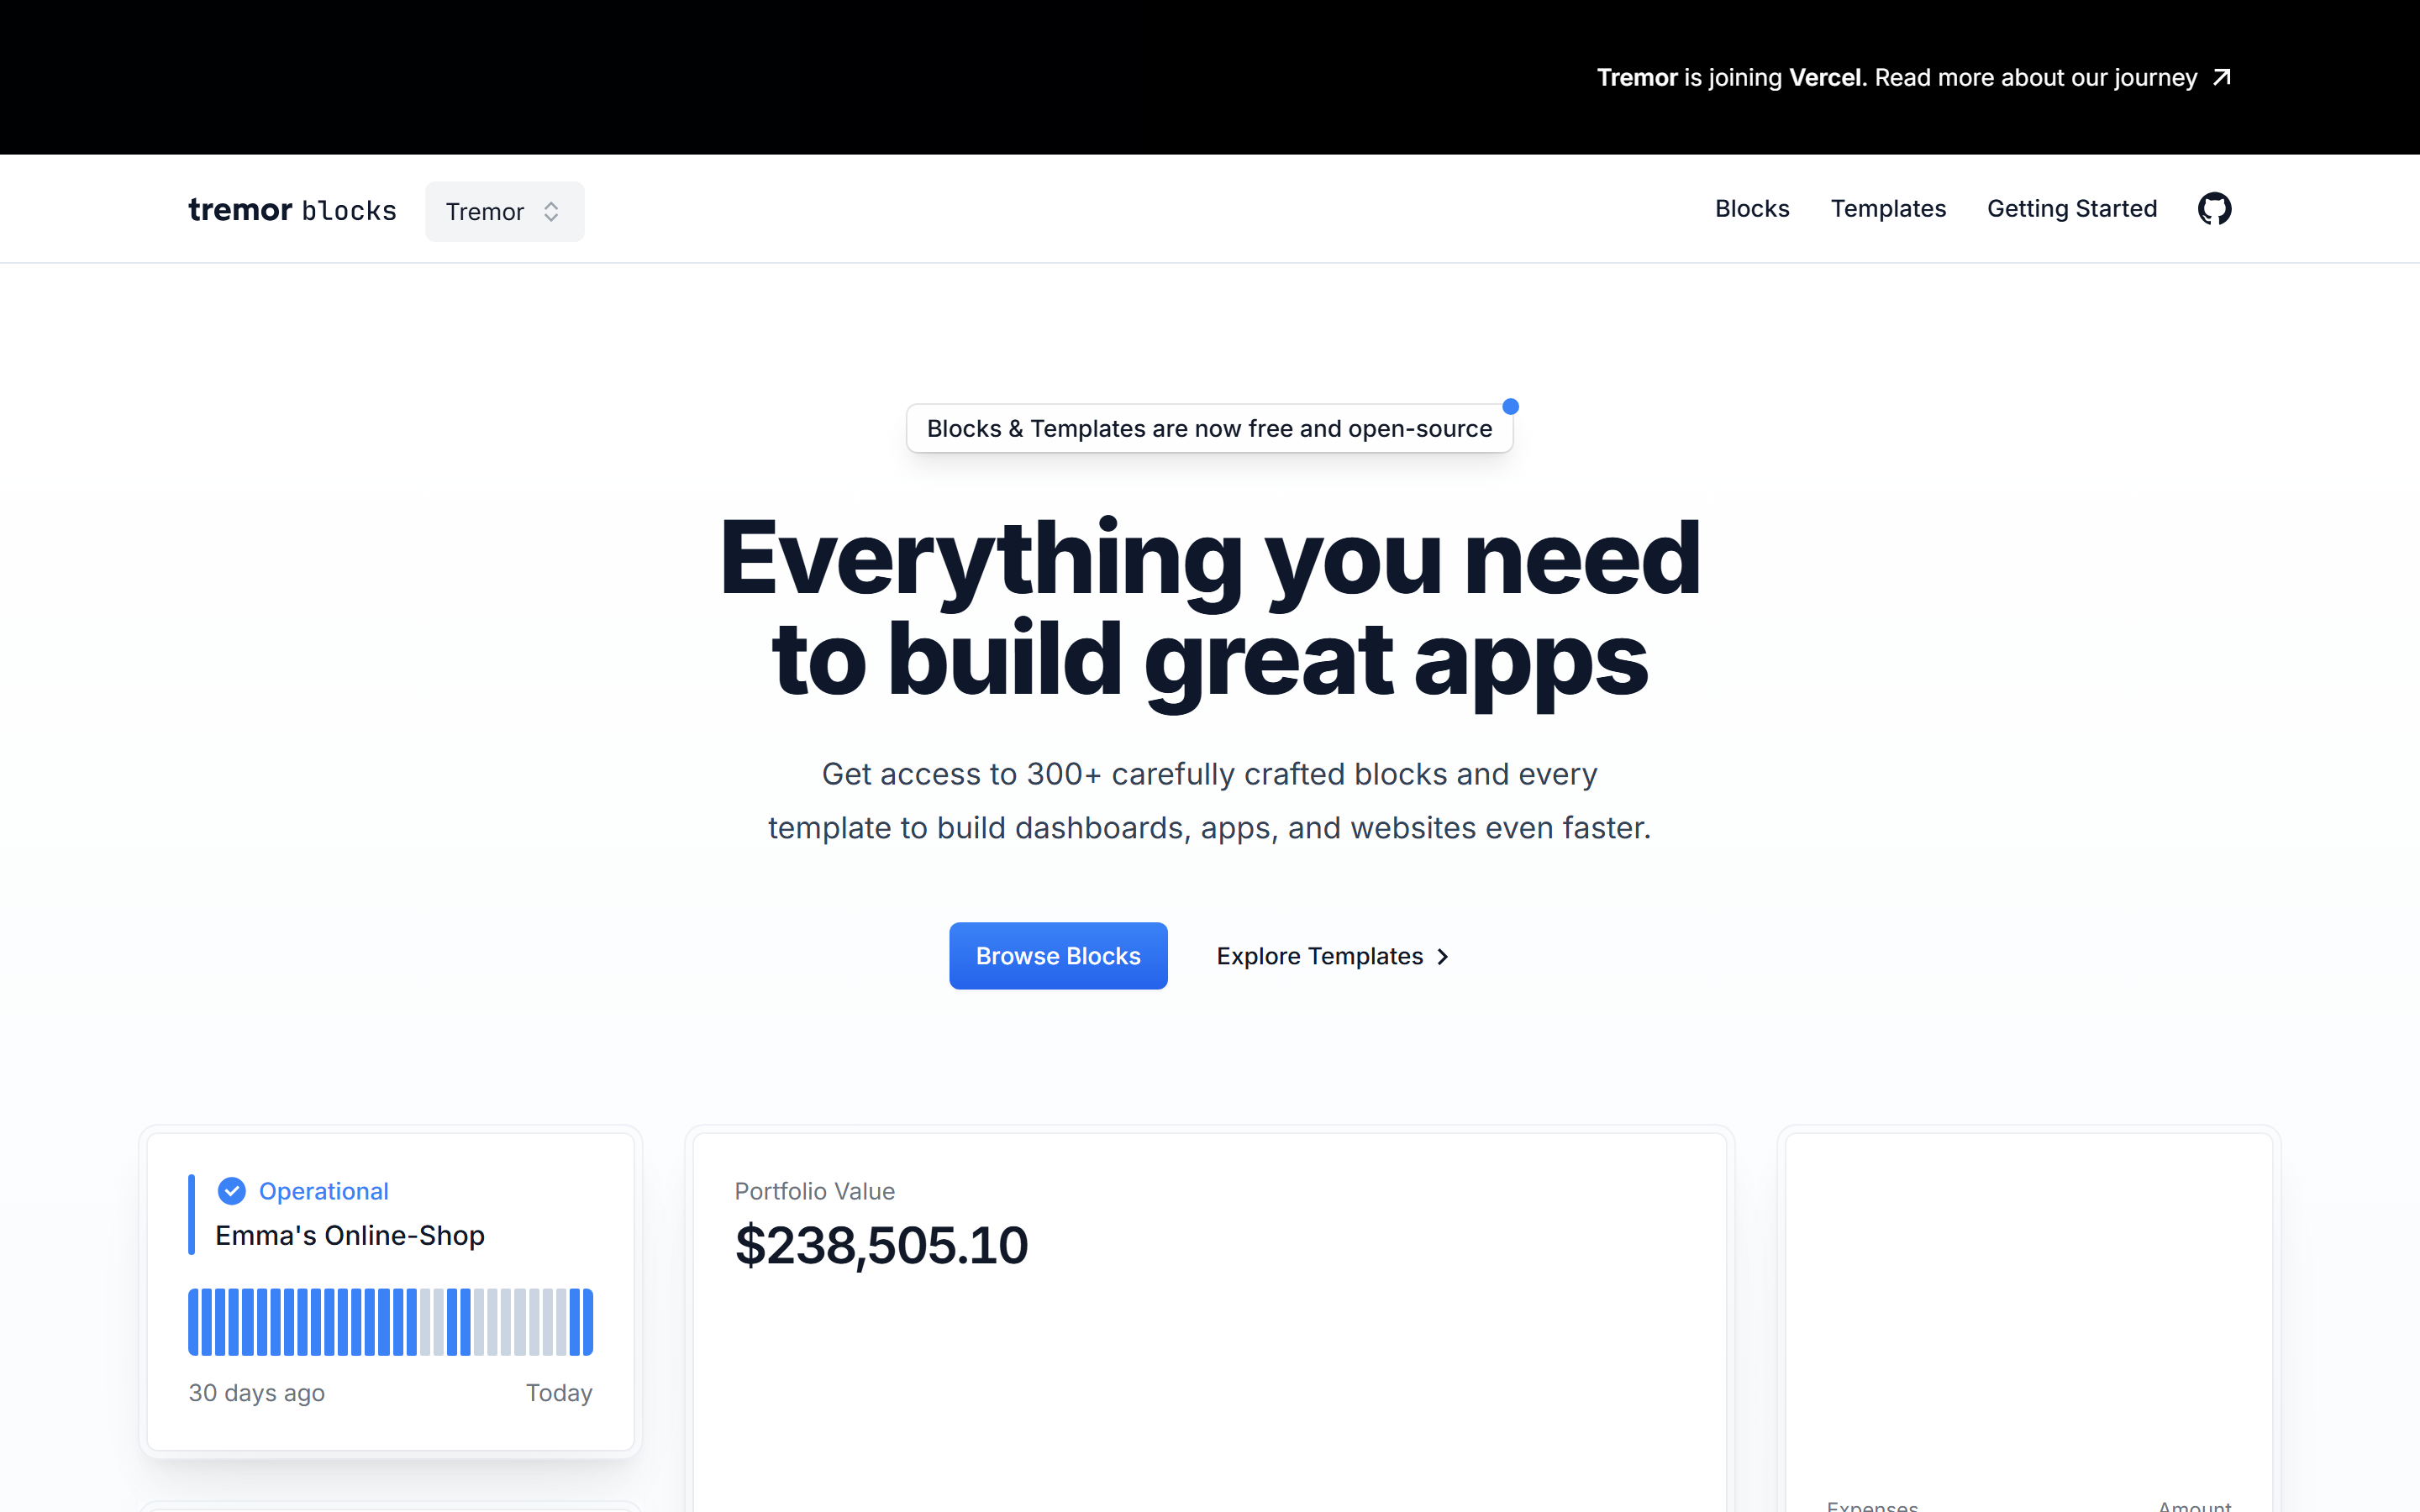 Tremor is joining Vercel. Read more about our journey
tremor blocks
Tremor
Blocks
Templates
Getting Started
Blocks & Templates are now free and open-source
Everything you need
to build great apps
Get access to 300+ carefully crafted blocks and every
template to build dashboards, apps, and websites even faster.
Browse Blocks
Explore Templates
Operational
Emma's Online-Shop
30 days ago
Today
Portfolio Value
$238,505.10
Expenses
Amount